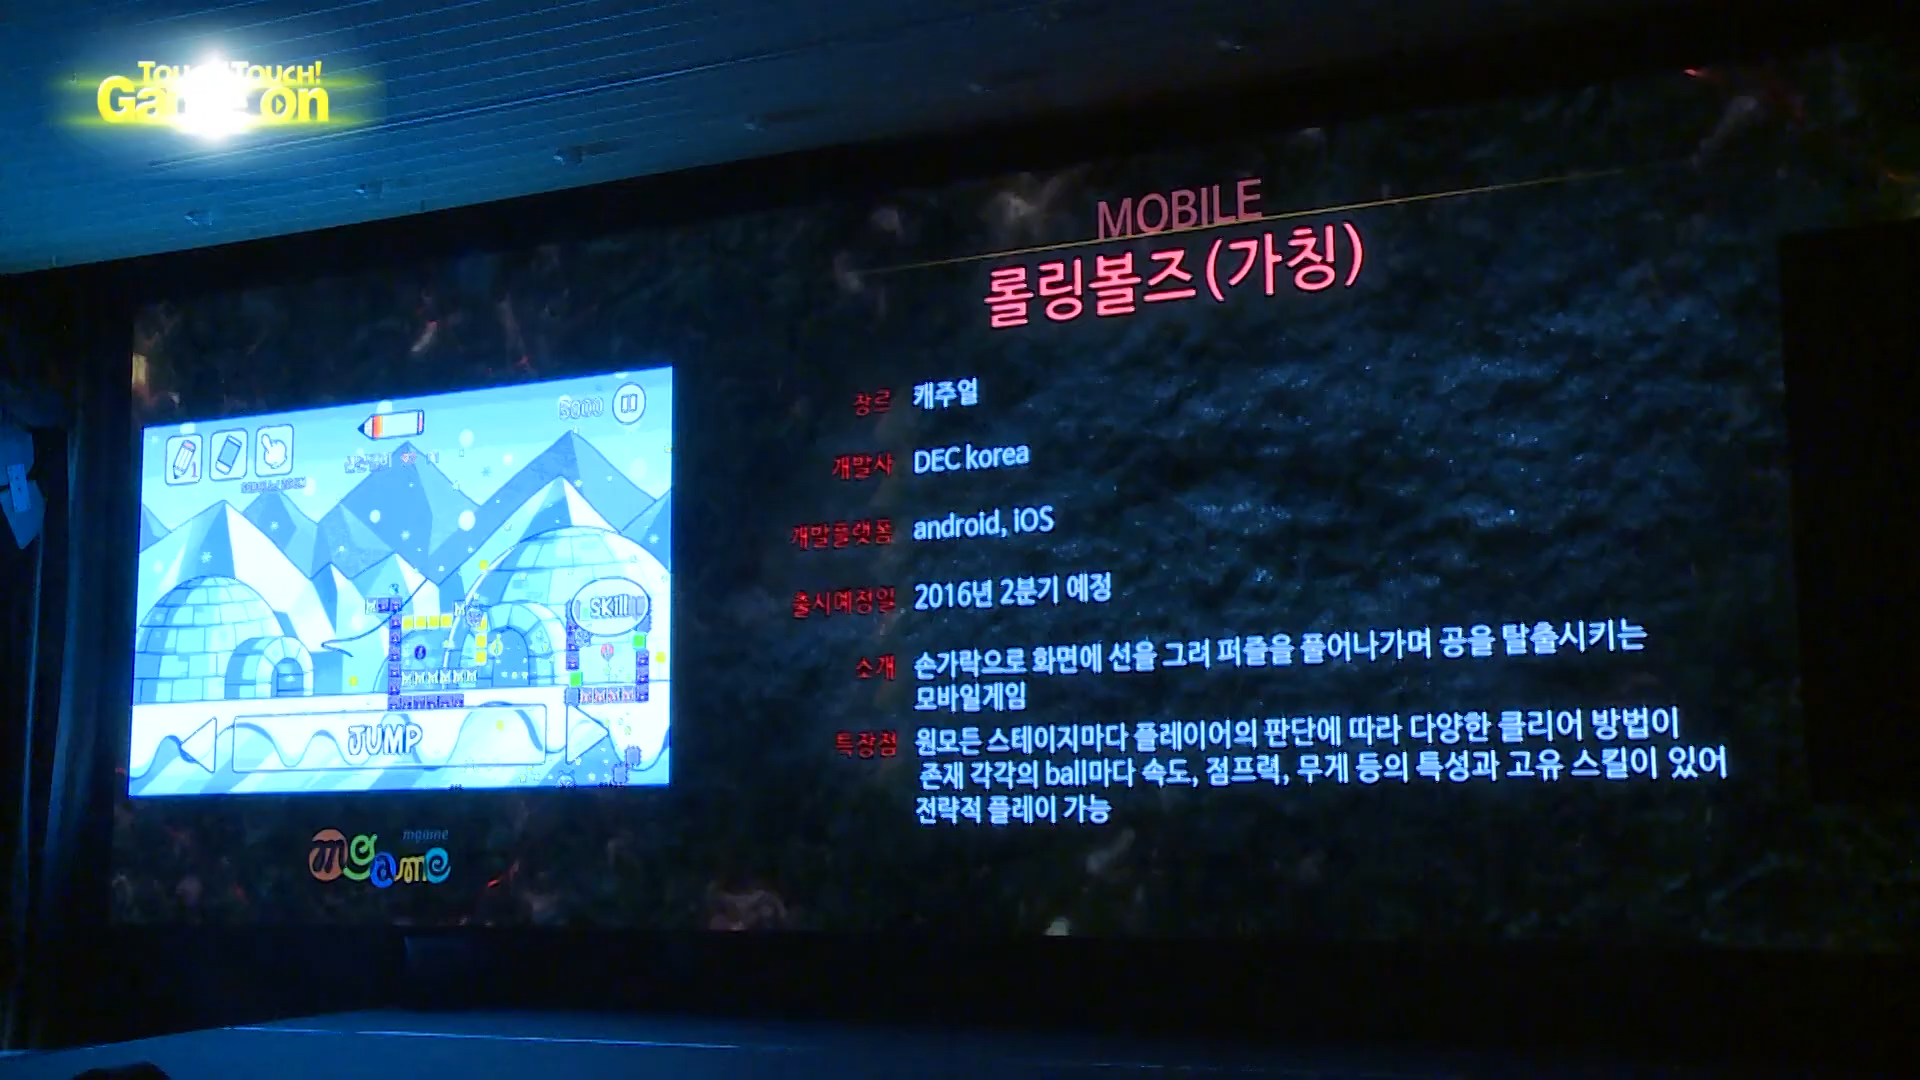 TOUCH TOUCH!
Game on
MOBILE
롤링볼즈(가칭)
장르 캐주얼
개발사 DEC korea
개발플랫폼 android, iOS
출시예정일 2016년 2분기 예정
소개 손가락으로 화면에 선을 그려 퍼즐을 풀어나가며 공을 탈출시키는
모바일게임
특장점 원모든 스테이지마다 플레이어의 판단에 따라 다양한 클리어 방법이
존재 각각의 ball마다 속도, 점프력, 무게 등의 특성과 고유 스킬이 있어
전략적 플레이 가능
5000
1
SCROLL/ZOOM
Skill
JUMP
mgame
mgame